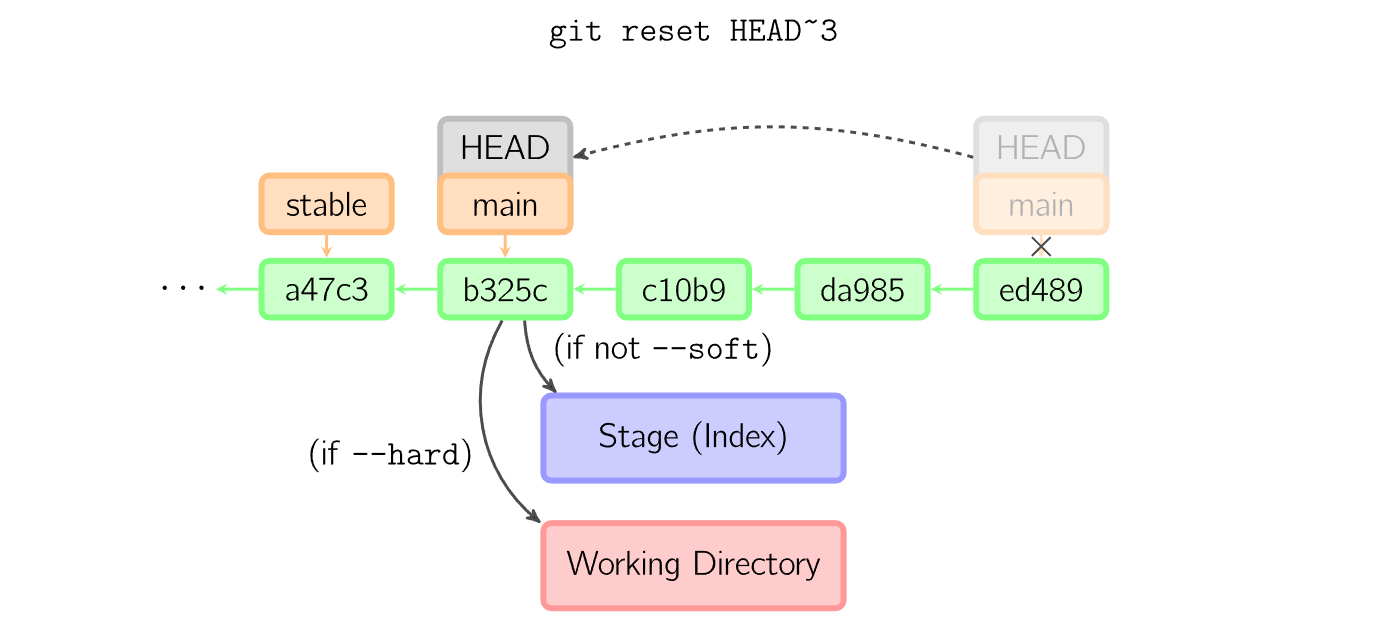 git reset HEAD~3
HEAD HEAD
stable main main
... a47c3 b325c c10b9 da985 ed489
(if not --soft)
Stage (Index)
(if --hard)
Working Directory